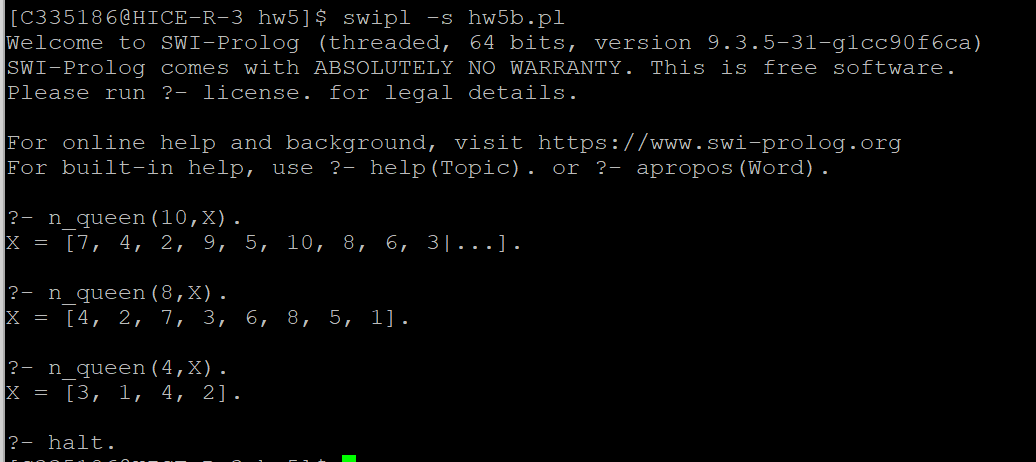 [C335186@HICE-R-3 hw5]$ swipl -s hw5b.pl
Welcome to SWI-Prolog (threaded, 64 bits, version 9.3.5-31-g1cc90f6ca)
SWI-Prolog comes with ABSOLUTELY NO WARRANTY. This is free software.
Please run ?- license. for legal details.

For online help and background, visit https://www.swi-prolog.org
For built-in help, use ?- help(Topic). or ?- apropos(Word).

?- n_queen(10,X).
X = [7, 4, 2, 9, 5, 10, 8, 6, 3|...].

?- n_queen(8,X).
X = [4, 2, 7, 3, 6, 8, 5, 1].

?- n_queen(4,X).
X = [3, 1, 4, 2].

?- halt.
[C335186@HICE-R-3 hw5]$